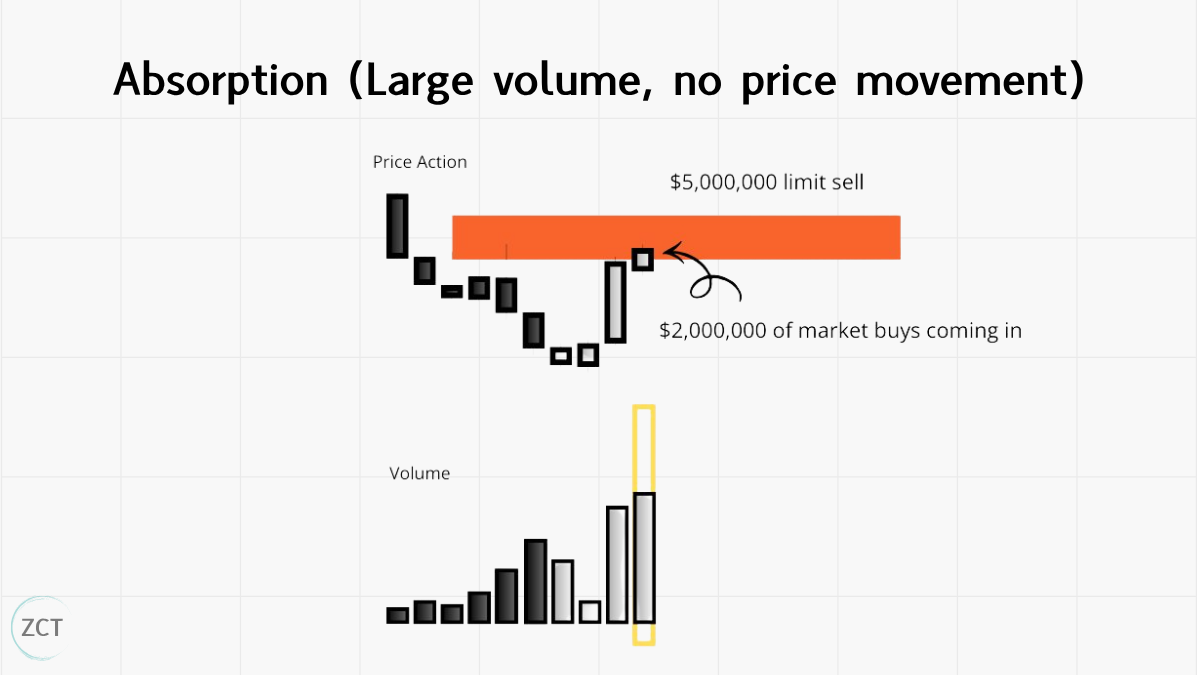 Absorption (Large volume, no price movement)
Price Action
$5,000,000 limit sell
$2,000,000 of market buys coming in
Volume
ZCT